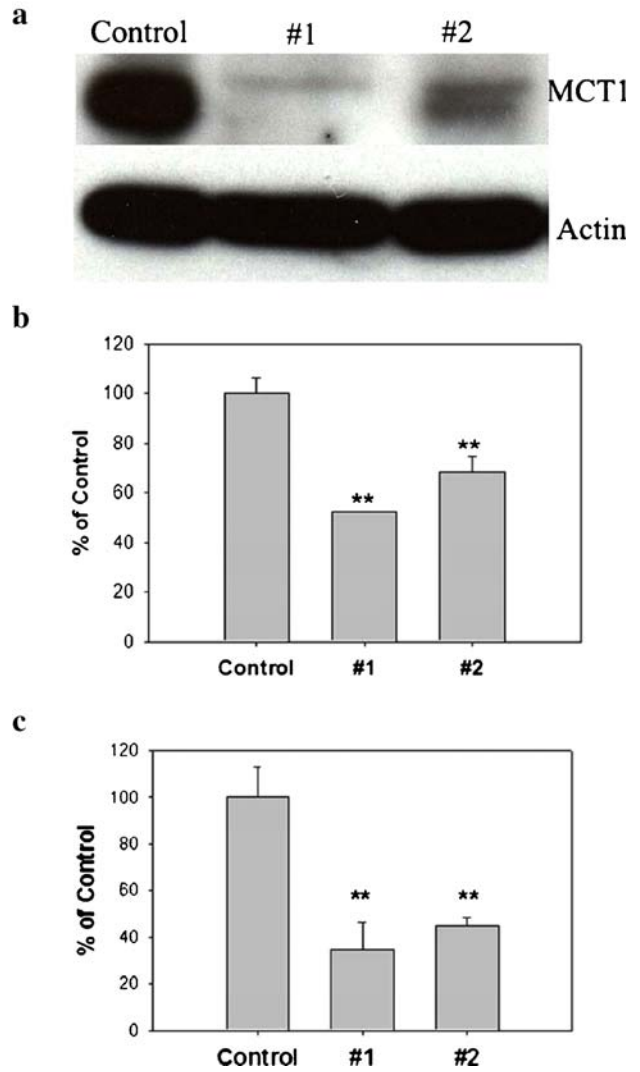 a
Control #1 #2
MCT1
Actin
b
% of Control
120
100
80
60
40
20
0
**
**
Control #1 #2
c
% of Control
120
100
80
60
40
20
0
**
**
Control #1 #2